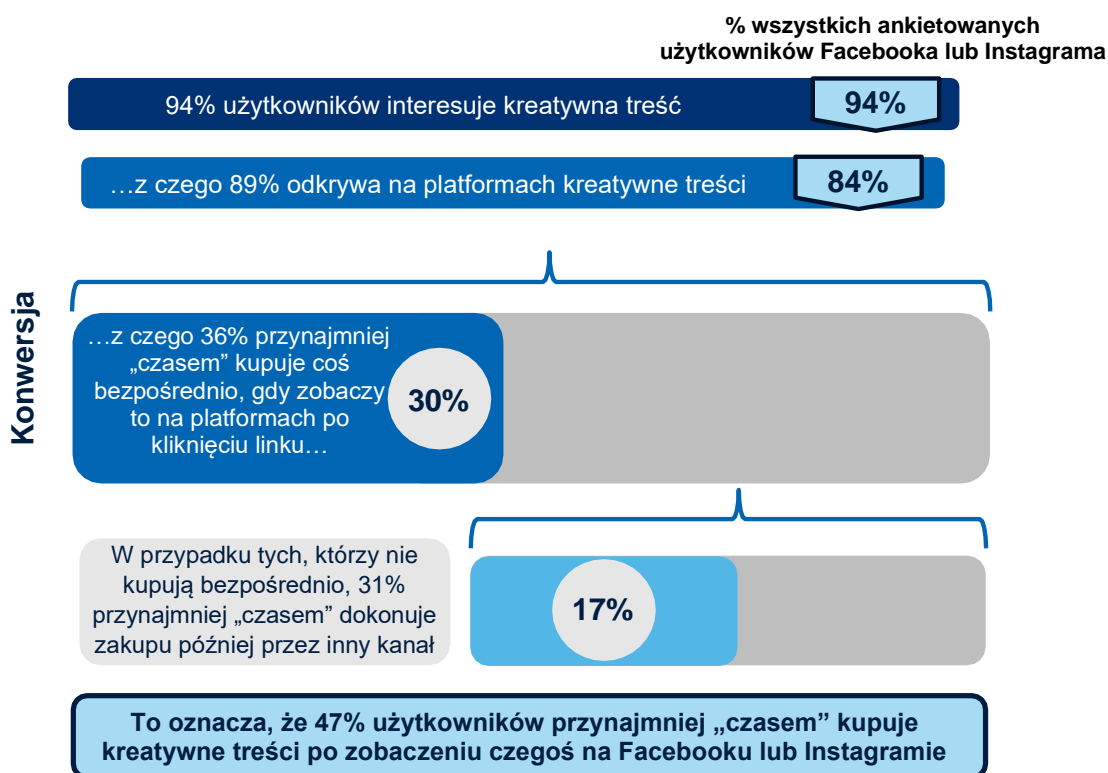 % wszystkich ankietowanych
użytkowników Facebooka lub Instagrama
94% użytkowników interesuje kreatywna treść
94%
…z czego 89% odkrywa na platformach kreatywne treści
84%
Konwersja
…z czego 36% przynajmniej
„czasem” kupuje coś
bezpośrednio, gdy zobaczy
to na platformach po
kliknięciu linku…
30%
W przypadku tych, którzy nie
kupują bezpośrednio, 31%
przynajmniej „czasem” dokonuje
zakupu później przez inny kanał
17%
To oznacza, że 47% użytkowników przynajmniej „czasem” kupuje
kreatywne treści po zobaczeniu czegoś na Facebooku lub Instagramie